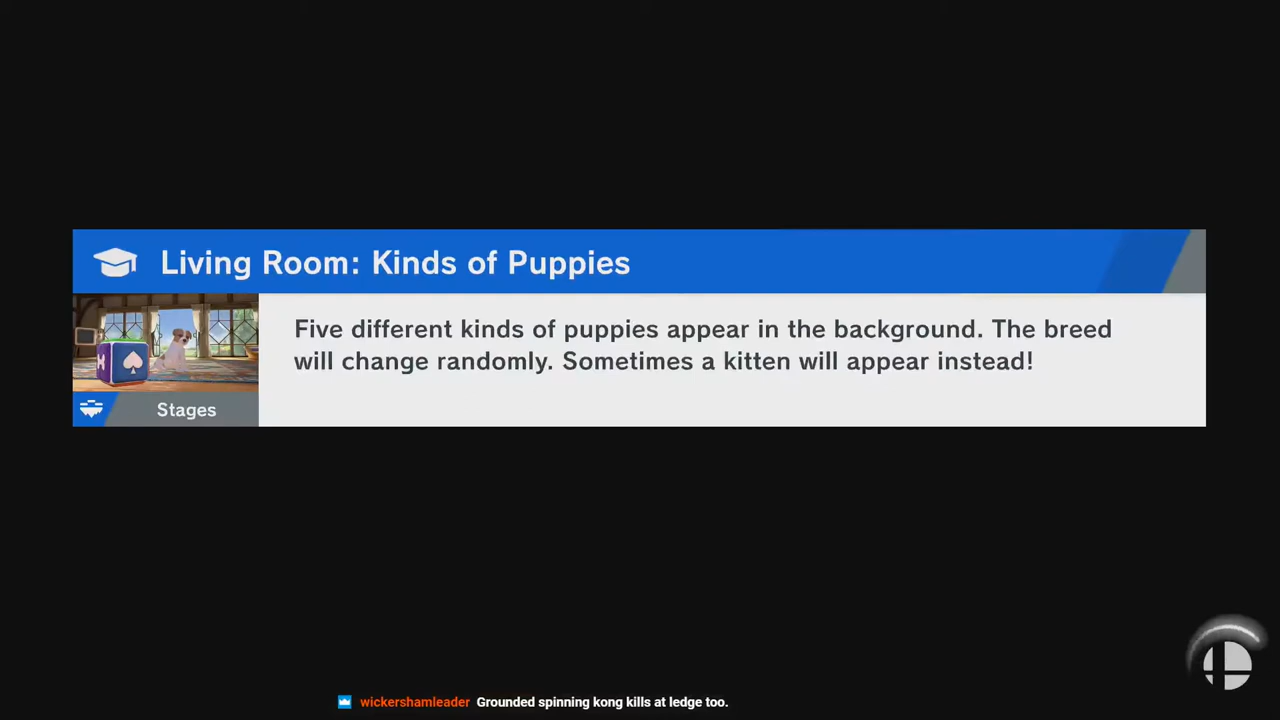 Living Room: Kinds of Puppies
Five different kinds of puppies appear in the background. The breed
will change randomly. Sometimes a kitten will appear instead!
Stages
wickershamleader Grounded spinning kong kills at ledge too.